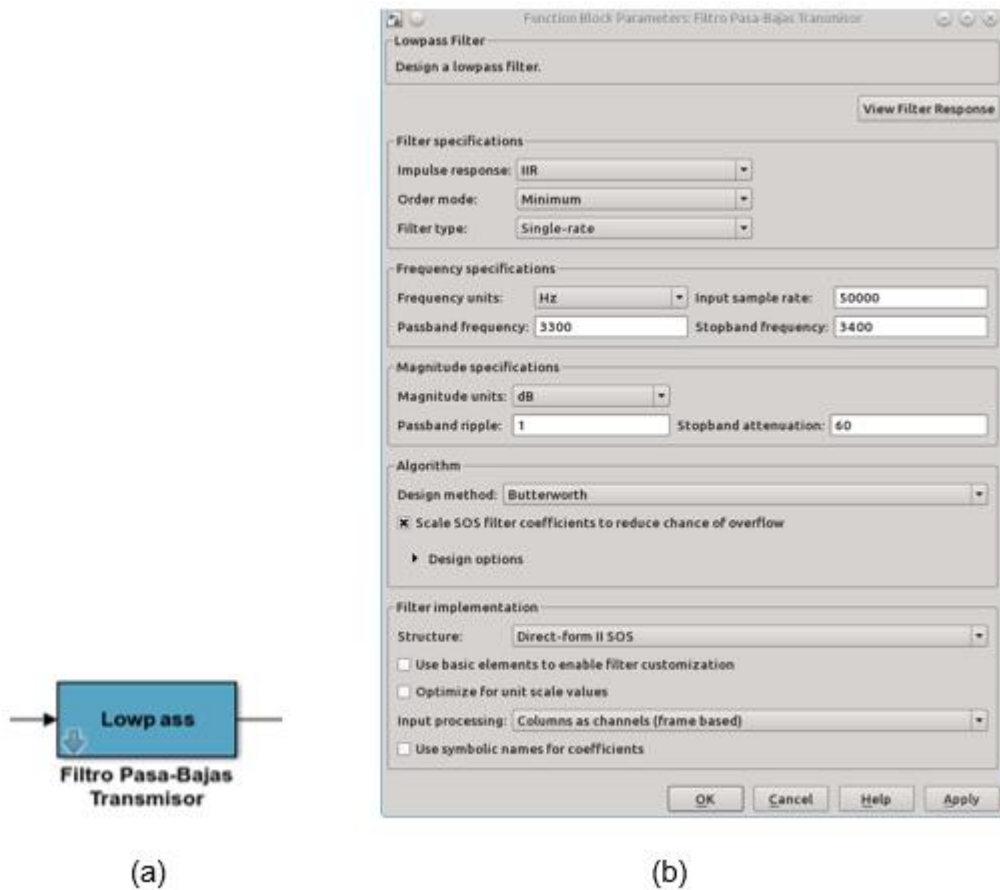 Lowp ass
Filtro Pasa-Bajas
Transmisor
(a)
Function Block Parameters: Filtro Pasa-Bajas Transmisor
Lowpass Filter
Design a lowpass filter.
View Filter Response
Filter specifications
Impulse response: IIR
Order mode: Minimum
Filter type: Single-rate
Frequency specifications
Frequency units: Hz Input sample rate: 50000
Passband frequency: 3300 Stopband frequency: 3400
Magnitude specifications
Magnitude units: dB
Passband ripple: 1 Stopband attenuation: 60
Algorithm
Design method: Butterworth
Scale SOS filter coefficients to reduce chance of overflow
Design options
Filter implementation
Structure: Direct-form II SOS
Use basic elements to enable filter customization
Optimize for unit scale values
Input processing: Columns as channels (frame based)
Use symbolic names for coefficients
OK Cancel Help Apply
(b)